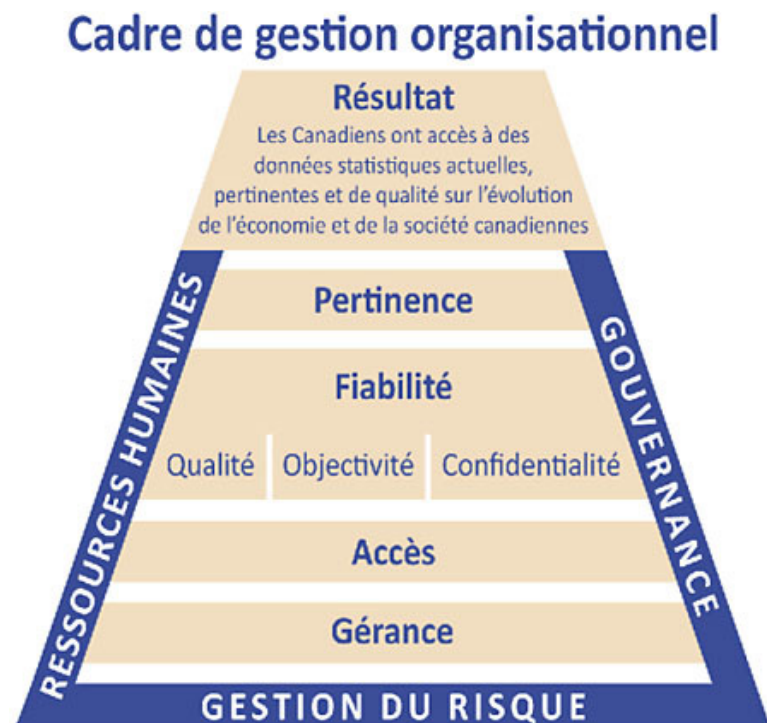 Cadre de gestion organisationnel
Résultat
Les Canadiens ont accès à des
données statistiques actuelles,
pertinentes et de qualité sur l’évolution
de l’économie et de la société canadiennes
RESSOURCES HUMAINES
GOUVERNANCE
Pertinence
Fiabilité
Qualité Objectivité Confidentialité
Accès
Gérance
GESTION DU RISQUE